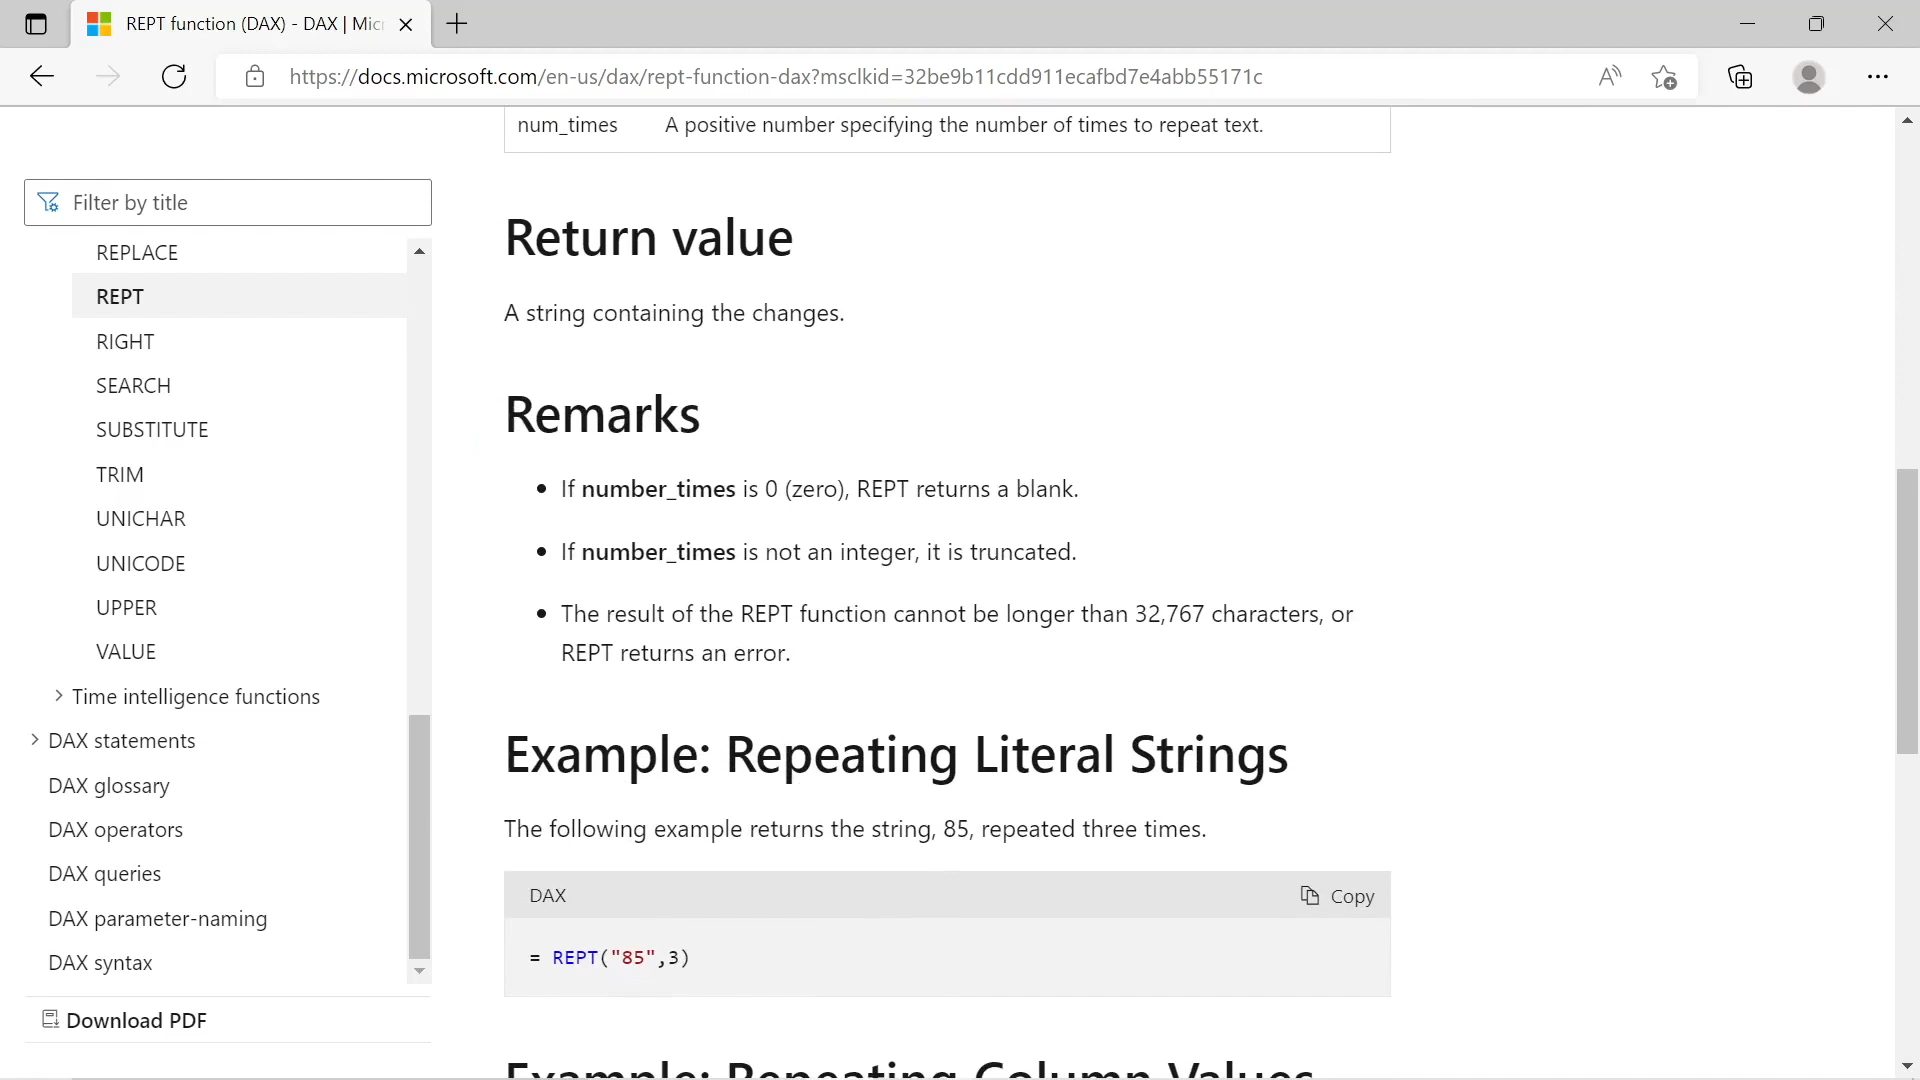 REPT function (DAX) - DAX | Mic
https://docs.microsoft.com/en-us/dax/rept-function-dax?msclkid=32be9b11cdd911ecafbd7e4abb55171c
num_times A positive number specifying the number of times to repeat text.
Filter by title
REPLACE
REPT
RIGHT
SEARCH
SUBSTITUTE
TRIM
UNICHAR
UNICODE
UPPER
VALUE
Time intelligence functions
DAX statements
DAX glossary
DAX operators
DAX queries
DAX parameter-naming
DAX syntax
Download PDF
Return value
A string containing the changes.
Remarks
• If number_times is 0 (zero), REPT returns a blank.
• If number_times is not an integer, it is truncated.
• The result of the REPT function cannot be longer than 32,767 characters, or
REPT returns an error.
Example: Repeating Literal Strings
The following example returns the string, 85, repeated three times.
DAX
Copy
= REPT("85",3)
Example: Repeating Column Values